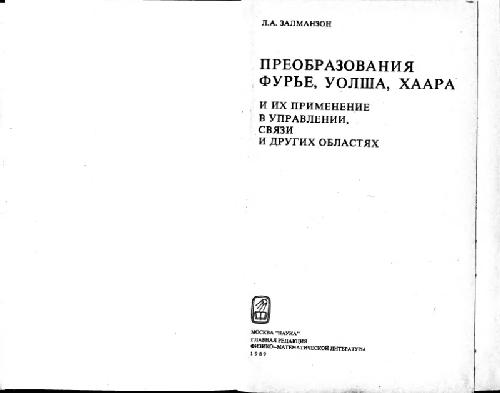 Л.А. ЗАЛМАНЗОН
ПРЕОБРАЗОВАНИЯ
ФУРЬЕ, УОЛША, ХААРА
И ИХ ПРИМЕНЕНИЕ
В УПРАВЛЕНИИ,
СВЯЗИ
И ДРУГИХ ОБЛАСТЯХ
МОСКВА "НАУКА"
ГЛАВНАЯ РЕДАКЦИЯ
ФИЗИКО-МАТЕМАТИЧЕСКОЙ ЛИТЕРАТУРЫ
1989